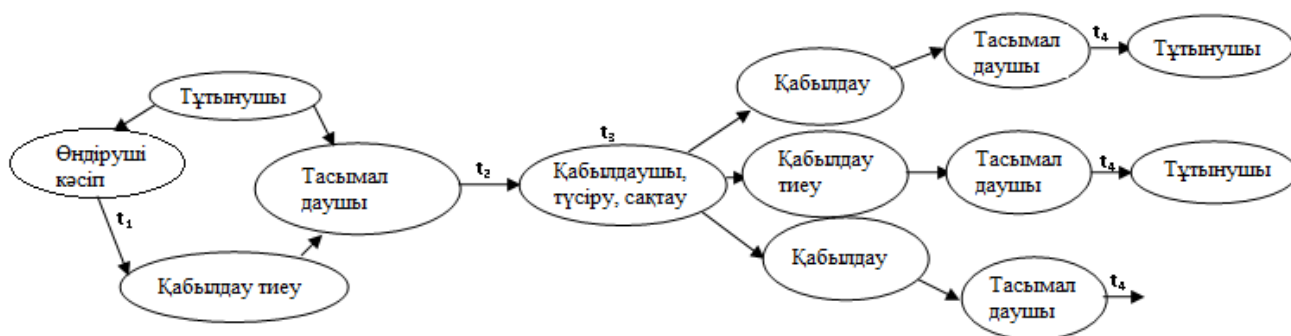 Тұтынушы
Өндіруші
кәсіп
t₁
Қабылдау тиеу
Тасымал
даушы
t₂
t₃
Қабылдаушы,
түсіру, сақтау
Қабылдау
Тасымал
даушы
t₄
Тұтынушы
Қабылдау
тиеу
Тасымал
даушы
t₄
Тұтынушы
Қабылдау
Тасымал
даушы
t₄